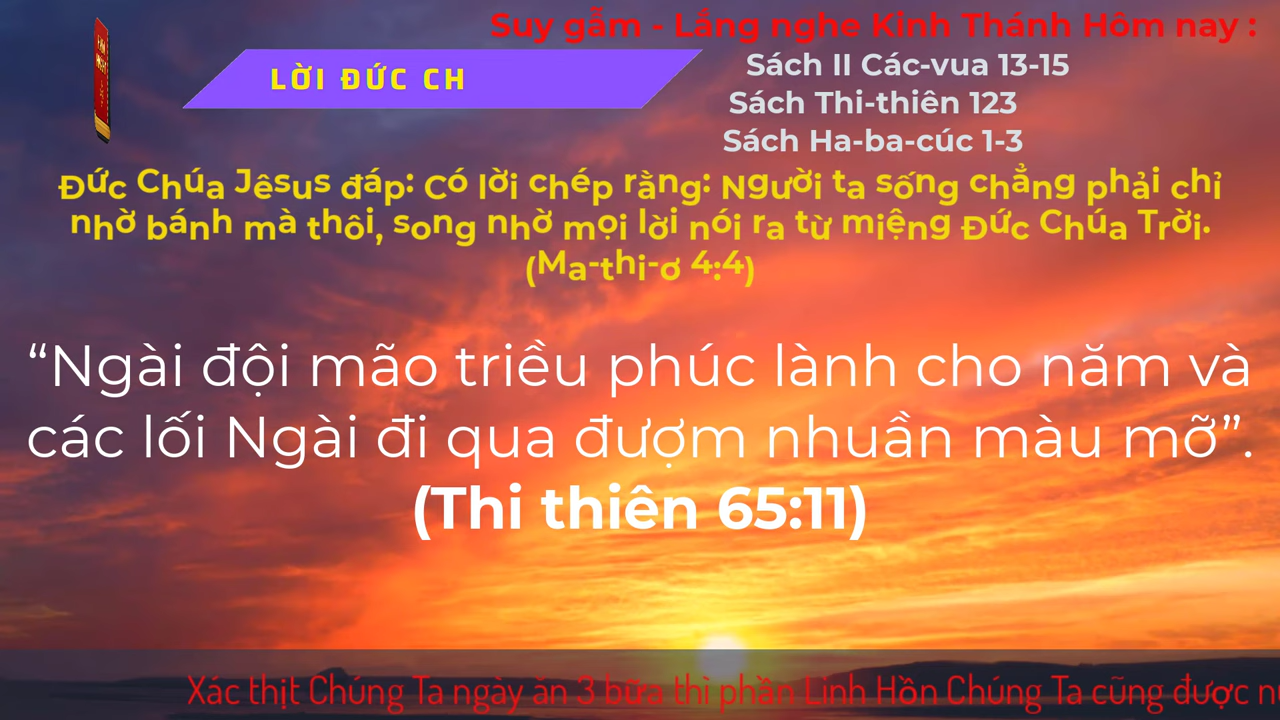 Suy gẫm - Lắng nghe Kinh Thánh Hôm nay :
LỜI ĐỨC CH
Sách II Các-vua 13-15
Sách Thi-thiên 123
Sách Ha-ba-cúc 1-3
Đức Chúa Jêsus đáp: Có lời chép rằng: Người ta sống chẳng phải chỉ
nhờ bánh mà thôi, song nhờ mọi lời nói ra từ miệng Đức Chúa Trời.
(Ma-thi-ơ 4:4)
“Ngài đội mão triều phúc lành cho năm và
các lối Ngài đi qua đượm nhuần màu mỡ”.
(Thi thiên 65:11)
Xác thịt Chúng Ta ngày ăn 3 bữa thì phần Linh Hồn Chúng Ta cũng được